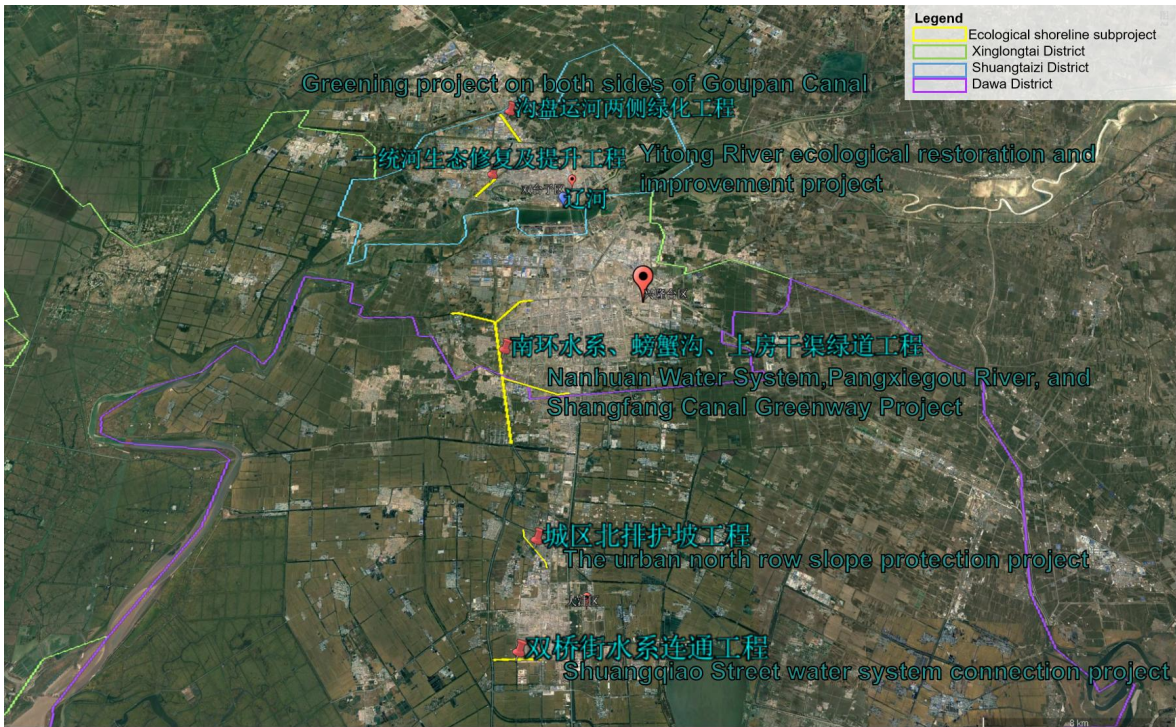 Legend
Ecological shoreline subproject
Xinglongtai District
Shuangtaizi District
Dawa District
Greening project on both sides of Goupan Canal
沟盘运河两侧绿化工程
一统河生态修复及提升工程
Yitong River ecological restoration and
improvement project
辽河
南环水系、螃蟹沟、上房干渠绿道工程
Nanhuan Water System,Pangxiegou River, and
Shangfang Canal Greenway Project
城区北排护坡工程
The urban north row slope protection project
双桥街水系连通工程
Shuangqiao Street water system connection project
8 km